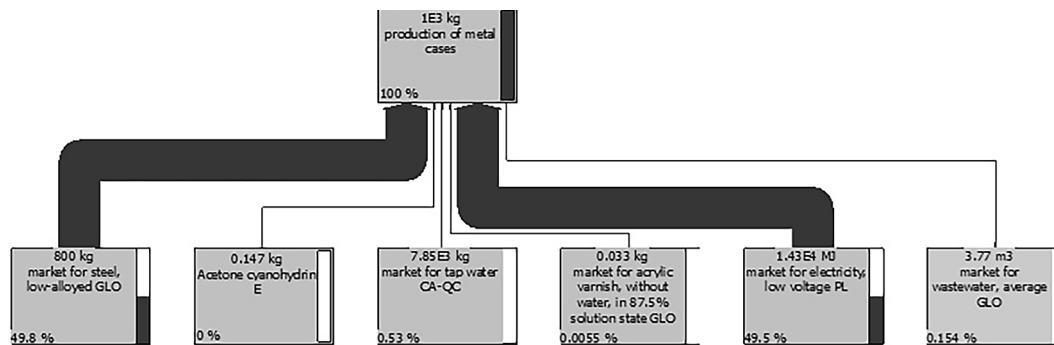 1E3 kg
production of metal
cases
100 %
800 kg
market for steel,
low-alloyed GLO
49.8 %
0.147 kg
Acetone cyanohydrin
E
0 %
7.85E3 kg
market for tap water
CA-QC
0.53 %
0.033 kg
market for acrylic
varnish, without
water, in 87.5%
solution state GLO
0.0055 %
1.43E4 MJ
market for electricity,
low voltage PL
49.5 %
3.77 m3
market for
wastewater, average
GLO
0.154 %